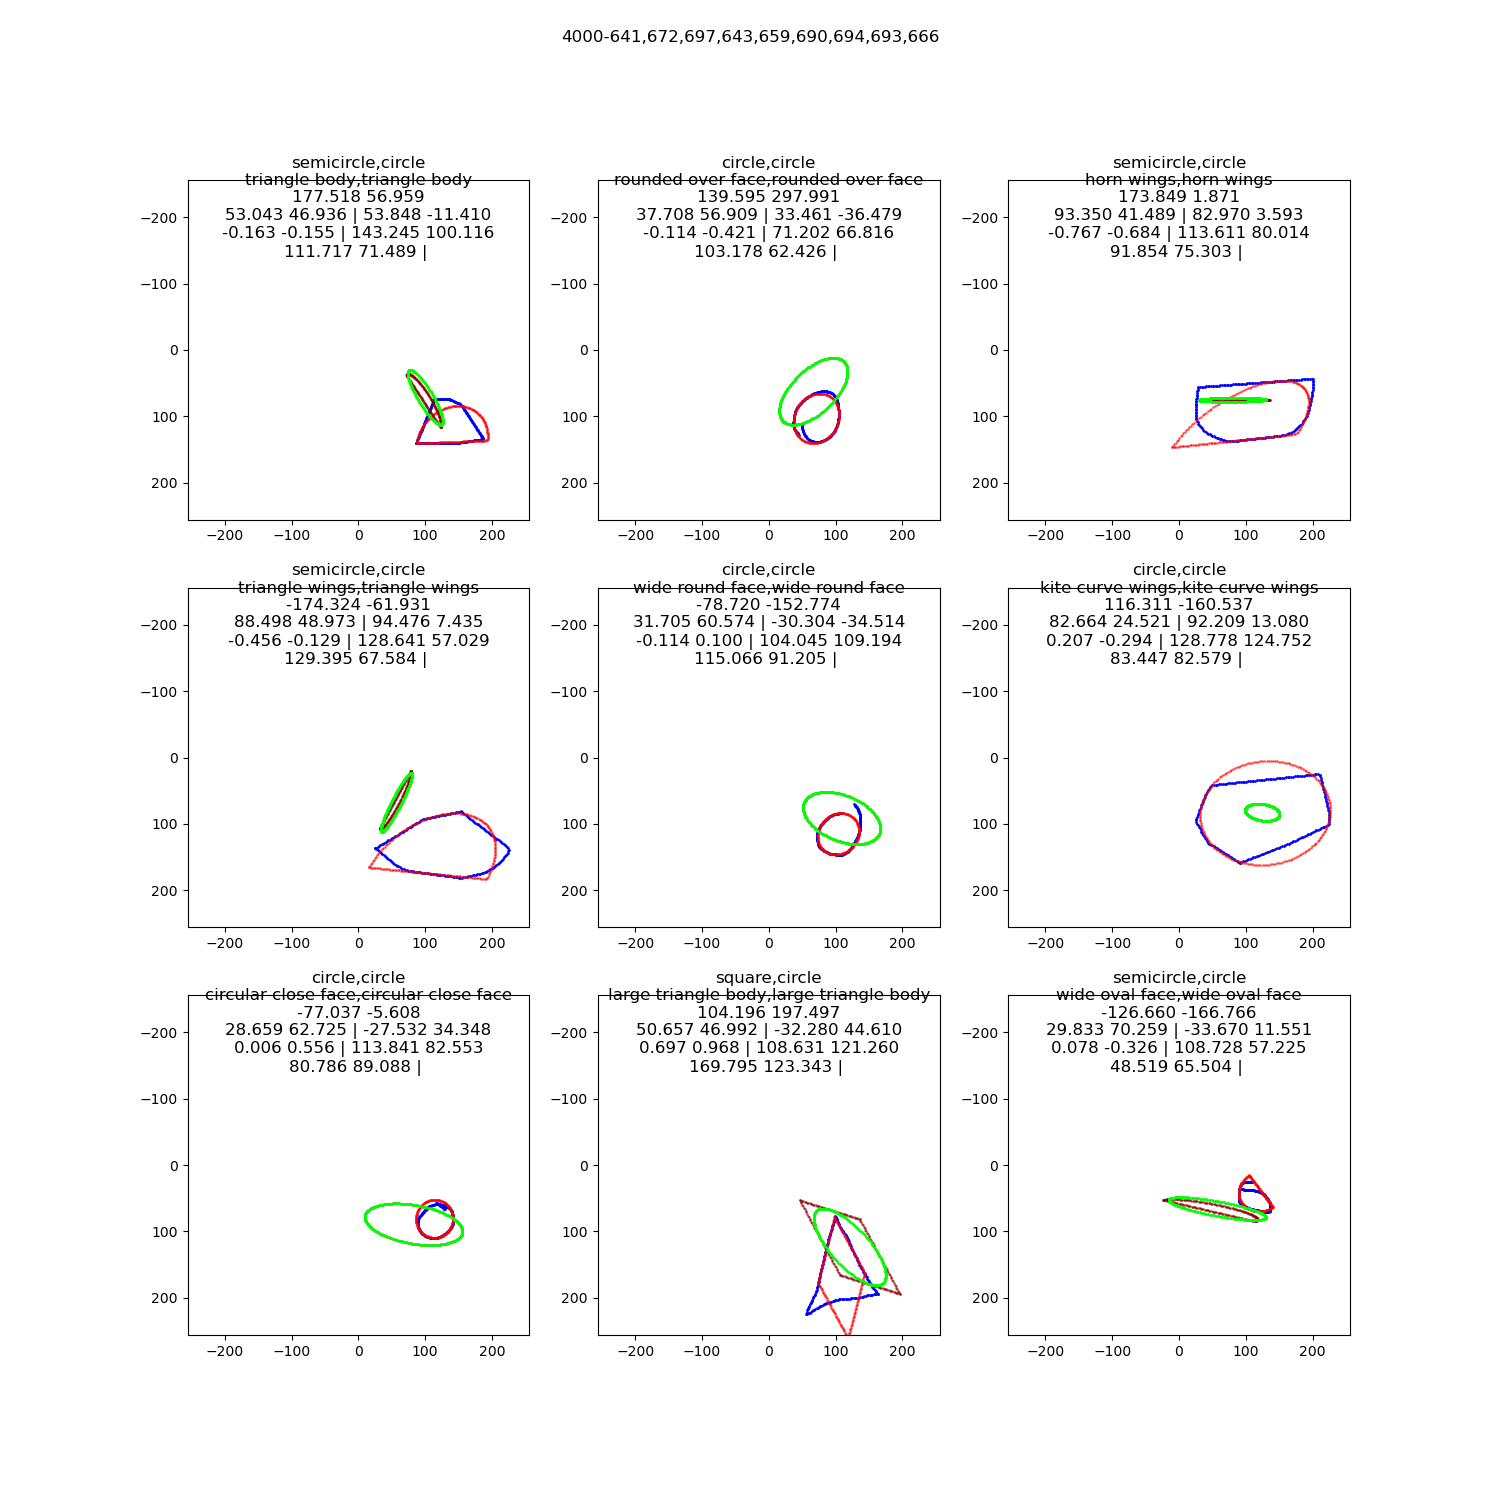 4000-641,672,697,643,659,690,694,693,666
semicircle,circle
triangle body,triangle body
177.518 56.959
53.043 46.936 | 53.848 -11.410
-0.163 -0.155 | 143.245 100.116
111.717 71.489 |
−200
−100
0
100
200
−200 −100 0 100 200
circle,circle
rounded over face,rounded over face
139.595 297.991
37.708 56.909 | 33.461 -36.479
-0.114 -0.421 | 71.202 66.816
103.178 62.426 |
−200
−100
0
100
200
−200 −100 0 100 200
semicircle,circle
horn wings,horn wings
173.849 1.871
93.350 41.489 | 82.970 3.593
-0.767 -0.684 | 113.611 80.014
91.854 75.303 |
−200
−100
0
100
200
−200 −100 0 100 200
semicircle,circle
triangle wings,triangle wings
-174.324 -61.931
88.498 48.973 | 94.476 7.435
-0.456 -0.129 | 128.641 57.029
129.395 67.584 |
−200
−100
0
100
200
−200 −100 0 100 200
circle,circle
wide round face,wide round face
-78.720 -152.774
31.705 60.574 | -30.304 -34.514
-0.114 0.100 | 104.045 109.194
115.066 91.205 |
−200
−100
0
100
200
−200 −100 0 100 200
circle,circle
kite curve wings,kite curve wings
116.311 -160.537
82.664 24.521 | 92.209 13.080
0.207 -0.294 | 128.778 124.752
83.447 82.579 |
−200
−100
0
100
200
−200 −100 0 100 200
circle,circle
circular close face,circular close face
-77.037 -5.608
28.659 62.725 | -27.532 34.348
0.006 0.556 | 113.841 82.553
80.786 89.088 |
−200
−100
0
100
200
−200 −100 0 100 200
square,circle
large triangle body,large triangle body
104.196 197.497
50.657 46.992 | -32.280 44.610
0.697 0.968 | 108.631 121.260
169.795 123.343 |
−200
−100
0
100
200
−200 −100 0 100 200
semicircle,circle
wide oval face,wide oval face
-126.660 -166.766
29.833 70.259 | -33.670 11.551
0.078 -0.326 | 108.728 57.225
48.519 65.504 |
−200
−100
0
100
200
−200 −100 0 100 200